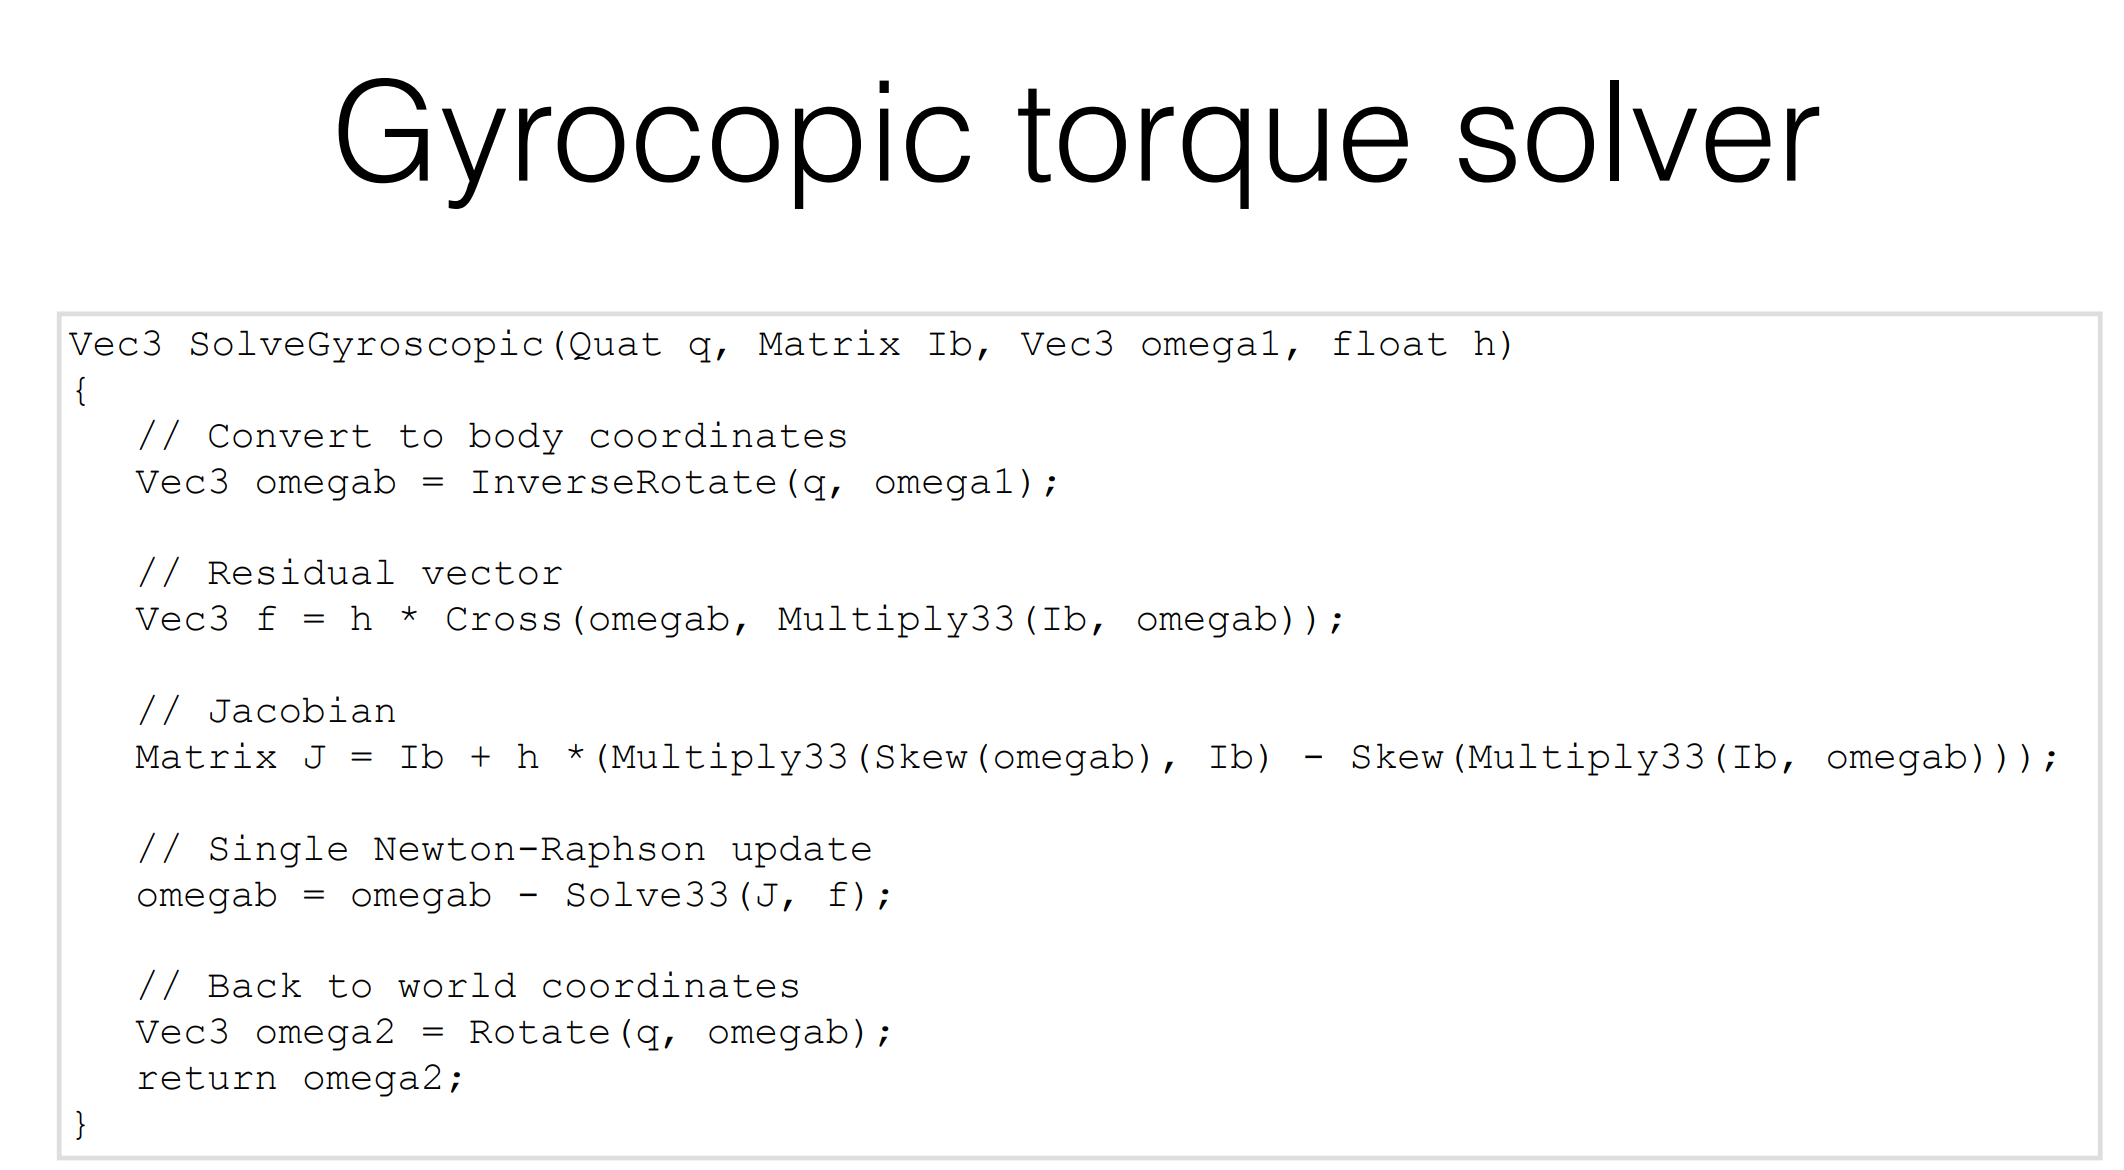 Gyrocopic torque solver
Vec3 SolveGyroscopic(Quat q, Matrix Ib, Vec3 omega1, float h)
{
   // Convert to body coordinates
   Vec3 omegab = InverseRotate(q, omega1);
   // Residual vector
   Vec3 f = h * Cross(omegab, Multiply33(Ib, omegab));
   // Jacobian
   Matrix J = Ib + h *(Multiply33(Skew(omegab), Ib) - Skew(Multiply33(Ib, omegab)));
   // Single Newton-Raphson update
   omegab = omegab - Solve33(J, f);
   // Back to world coordinates
   Vec3 omega2 = Rotate(q, omegab);
   return omega2;
}